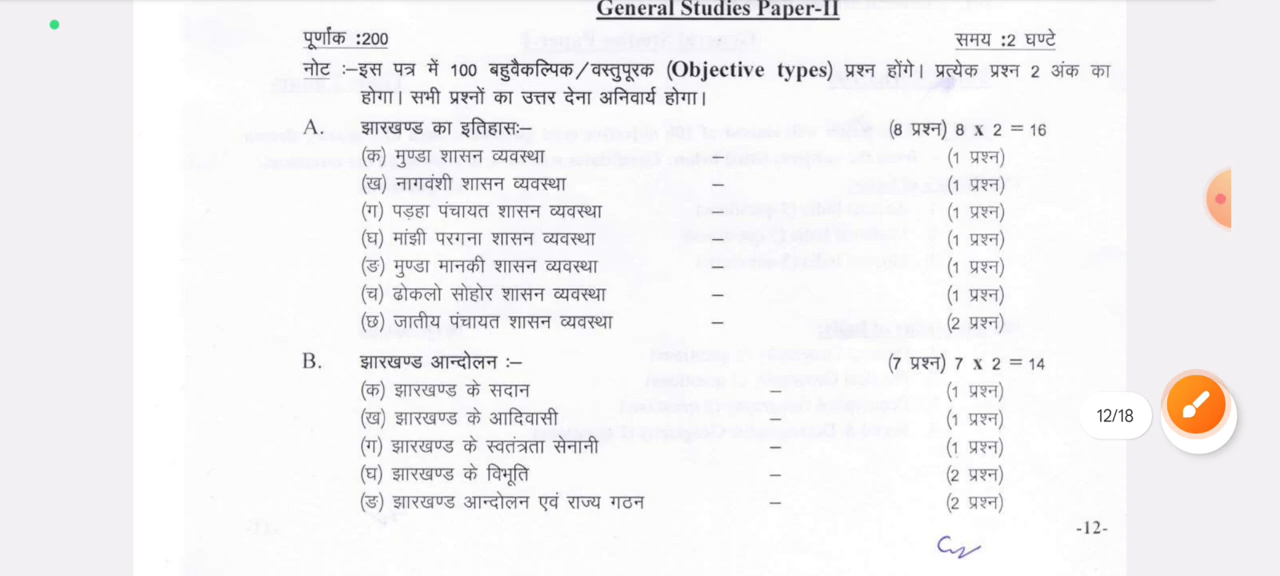 General Studies Paper-II
पूर्णांक :200 समय :2 घण्टे
नोट :–इस पत्र में 100 बहुवैकल्पिक/वस्तुपूरक (Objective types) प्रश्न होंगे। प्रत्येक प्रश्न 2 अंक का
होगा। सभी प्रश्नों का उत्तर देना अनिवार्य होगा।
A. झारखण्ड का इतिहासः– (8 प्रश्न) 8 x 2 = 16
(क) मुण्डा शासन व्यवस्था – (1 प्रश्न)
(ख) नागवंशी शासन व्यवस्था – (1 प्रश्न)
(ग) पड़हा पंचायत शासन व्यवस्था – (1 प्रश्न)
(घ) मांझी परगना शासन व्यवस्था – (1 प्रश्न)
(ङ) मुण्डा मानकी शासन व्यवस्था – (1 प्रश्न)
(च) ढोकलो सोहोर शासन व्यवस्था – (1 प्रश्न)
(छ) जातीय पंचायत शासन व्यवस्था – (2 प्रश्न)
B. झारखण्ड आन्दोलन :– (7 प्रश्न) 7 x 2 = 14
(क) झारखण्ड के सदान – (1 प्रश्न)
(ख) झारखण्ड के आदिवासी – (1 प्रश्न)
(ग) झारखण्ड के स्वतंत्रता सेनानी – (1 प्रश्न)
(घ) झारखण्ड के विभूति – (2 प्रश्न)
(ङ) झारखण्ड आन्दोलन एवं राज्य गठन – (2 प्रश्न)
12/18
-12-